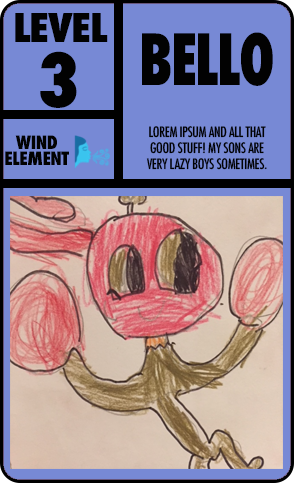 LEVEL
3
BELLO
WIND
ELEMENT
LOREM IPSUM AND ALL THAT
GOOD STUFF! MY SONS ARE
VERY LAZY BOYS SOMETIMES.